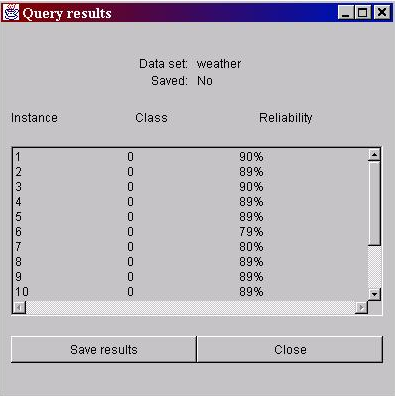 Query results
Data set: weather
Saved: No
Instance Class Reliability
1 0 90%
2 0 89%
3 0 90%
4 0 89%
5 0 89%
6 0 79%
7 0 80%
8 0 89%
9 0 89%
10 0 89%
Save results Close